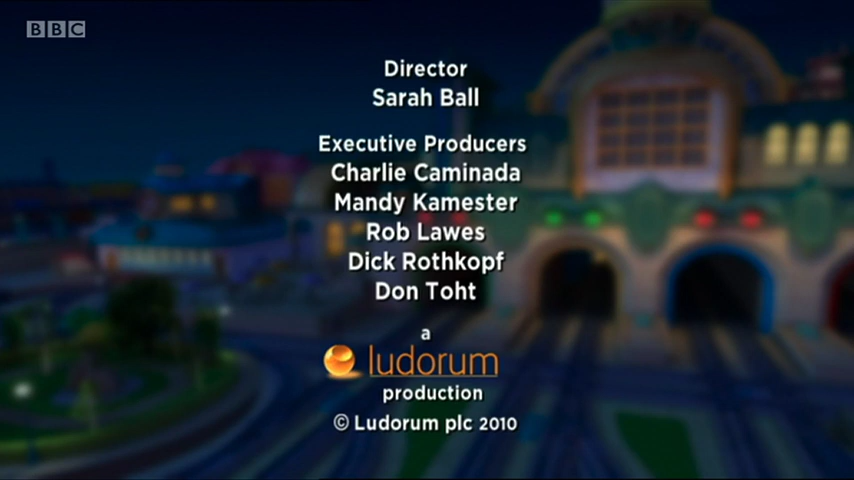 BBC
Director
Sarah Ball
Executive Producers
Charlie Caminada
Mandy Kamester
Rob Lawes
Dick Rothkopf
Don Toht
a
ludorum
production
© Ludorum plc 2010